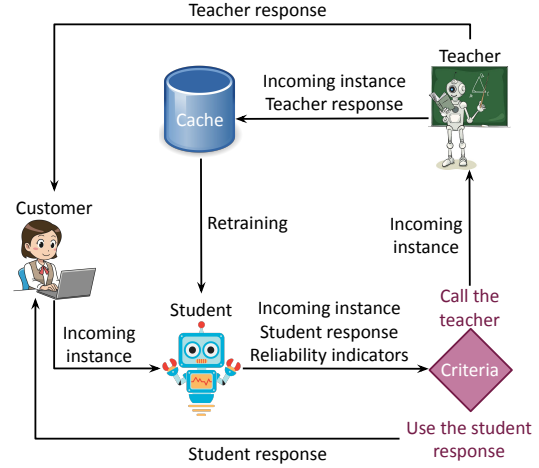 Teacher response
Teacher
Incoming instance
Teacher response
Cache
Customer
Retraining
Incoming
instance
Student
Incoming instance
Student response
Reliability indicators
Call the
teacher
Incoming
instance
Criteria
Use the student
response
Student response